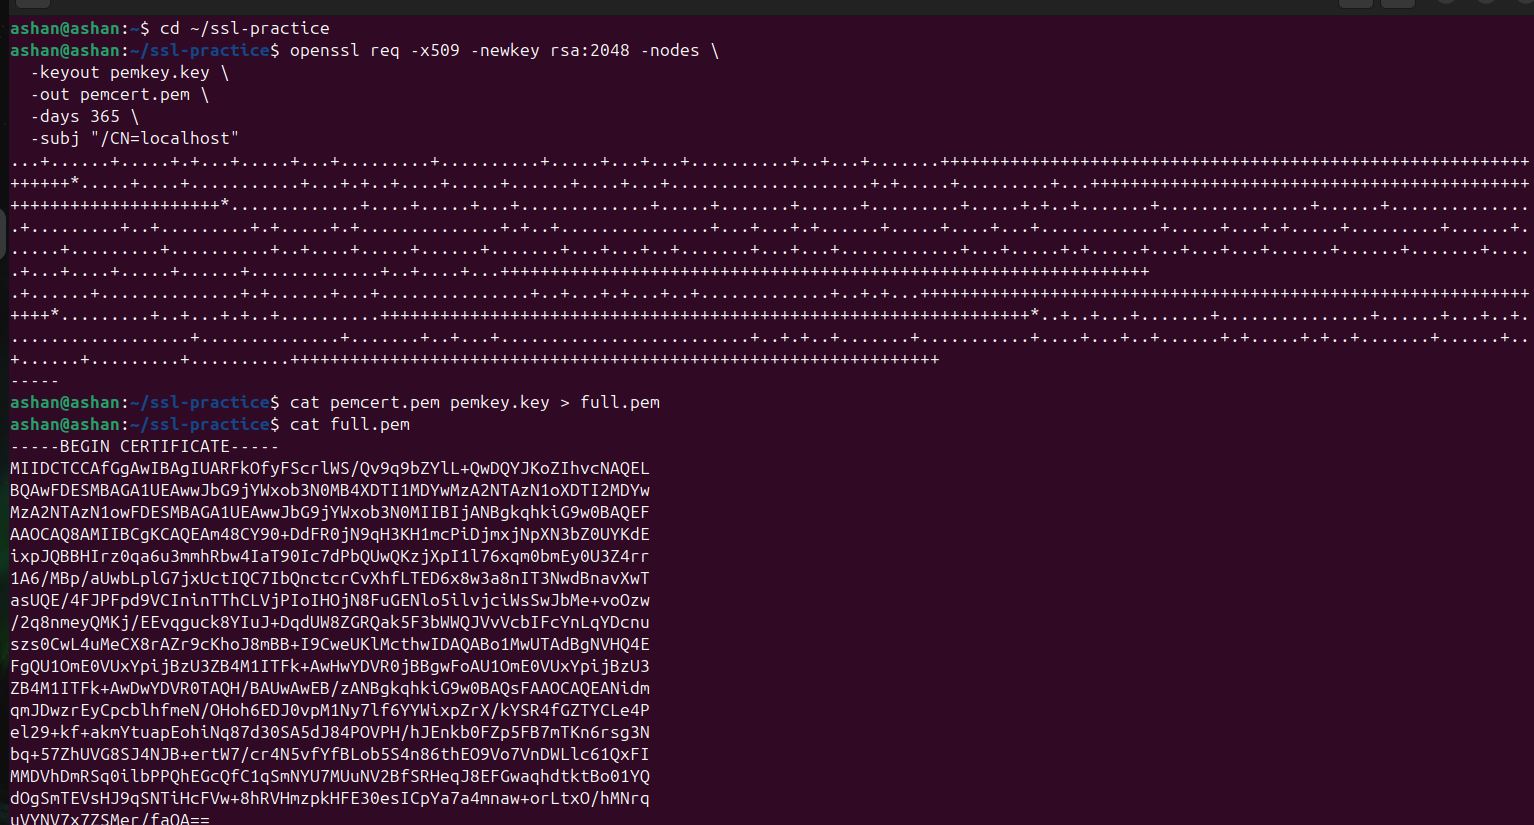 ashan@ashan:~$ cd ~/ssl-practice
ashan@ashan:~/ssl-practice$ openssl req -x509 -newkey rsa:2048 -nodes \
-keyout pemkey.key \
-out pemcert.pem \
-days 365 \
-subj "/CN=localhost"
...+......+.....+.+...+.....+...+.........+..........+.....+...+...+..........+..+...+.......+++++++++++++++++++++++++++++++++++++++++++++++++++++++++++
++++++*.....+....+...........+...+.+..+....+.....+......+....+...+....................+.+.....+.........+...++++++++++++++++++++++++++++++++++++++++++++
+++++++++++++++++++++*.............+....+.....+...+.............+.....+.......+......+.........+.....+.+..+.......+...............+......+..............
.+.........+..+.........+.+.....+.+..............+.+..+...............+...+...+.+......+.....+....+...+............+.....+...+.+.....+.........+......+.
.....+.........+..........+..+....+.....+......+.......+...+...+..+.......+...+...+............+...+.....+.+.....+...+...+...+......+......+.......+....
.+...+....+.....+......+.............+..+....+...+++++++++++++++++++++++++++++++++++++++++++++++++++++++++++++++++
.+......+..............+.+......+...+...............+..+...+.+...+..+.............+..+.+...+++++++++++++++++++++++++++++++++++++++++++++++++++++++++++++
++++*.........+..+...+.+..+..........+++++++++++++++++++++++++++++++++++++++++++++++++++++++++++++++++*..+..+...+.......+...............+......+...+..+.
..................+..............+.......+..+...+.........................+..+.+..+.......+...........+....+...+..+......+.+.....+.+..+.......+......+..
+......+.........+..........+++++++++++++++++++++++++++++++++++++++++++++++++++++++++++++++++
-----
ashan@ashan:~/ssl-practice$ cat pemcert.pem pemkey.key > full.pem
ashan@ashan:~/ssl-practice$ cat full.pem
-----BEGIN CERTIFICATE-----
MIIDCTCCAfGgAwIBAgIUARFkOfyFScrlWS/Qv9q9bZYlL+QwDQYJKoZIhvcNAQEL
BQAwFDESMBAGA1UEAwwJbG9jYWxob3N0MB4XDTI1MDYwMzA2NTAzN1oXDTI2MDYw
MzA2NTAzN1owFDESMBAGA1UEAwwJbG9jYWxob3N0MIIBIjANBgkqhkiG9w0BAQEF
AAOCAQ8AMIIBCgKCAQEAm48CY90+DdFR0jN9qH3KH1mcPiDjmxjNpXN3bZ0UYKdE
ixpJQBBHIrz0qa6u3mmhRbw4IaT90Ic7dPbQUwQKzjXpI1l76xqm0bmEy0U3Z4rr
1A6/MBp/aUwbLplG7jxUctIQC7IbQnctcrCvXhfLTED6x8w3a8nIT3NwdBnavXwT
asUQE/4FJPFpd9VCIninTThCLVjPIoIHOjN8FuGENlo5ilvjciWsSwJbMe+voOzw
/2q8nmeyQMKj/EEvqguck8YIuJ+DqdUW8ZGRQak5F3bWWQJVvVcbIFcYnLqYDcnu
szs0CwL4uMeCX8rAZr9cKhoJ8mBB+I9CweUKlMcthwIDAQABo1MwUTAdBgNVHQ4E
FgQU1OmE0VUxYpijBzU3ZB4M1ITFk+AwHwYDVR0jBBgwFoAU1OmE0VUxYpijBzU3
ZB4M1ITFk+AwDwYDVR0TAQH/BAUwAwEB/zANBgkqhkiG9w0BAQsFAAOCAQEANidm
qmJDwzrEyCpcblhfmeN/OHoh6EDJ0vpM1Ny7lf6YYWixpZrX/kYSR4fGZTYCLe4P
el29+kf+akmYtuapEohiNq87d30SA5dJ84POVPH/hJEnkb0FZp5FB7mTKn6rsg3N
bq+57ZhUVG8SJ4NJB+ertW7/cr4N5vfYfBLob5S4n86thEO9Vo7VnDWLlc61QxFI
MMDVhDmRSq0ilbPPQhEGcQfC1qSmNYU7MUuNV2BfSRHeqJ8EFGwaqhdtktBo01YQ
dOgSmTEVsHJ9qSNTiHcFVw+8hRVHmzpkHFE30esICpYa7a4mnaw+orLtxO/hMNrq
uVYNV7x7ZSMer/faOA==